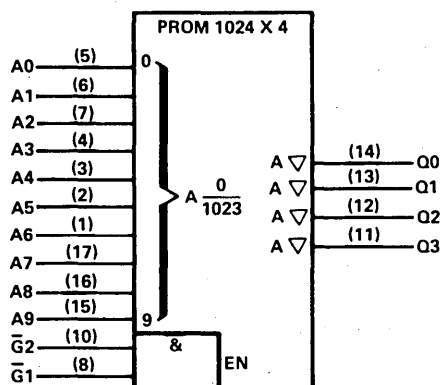 PROM 1024 X 4
A0 (5) 0
A1 (6)
A2 (7)
A3 (4)
A4 (3)
A5 (2)
A6 (1)
A7 (17)
A8 (16)
A9 (15) 9
G̅2 (10)
G̅1 (8)
A 0/1023
A ▽ (14) Q0
A ▽ (13) Q1
A ▽ (12) Q2
A ▽ (11) Q3
&
EN